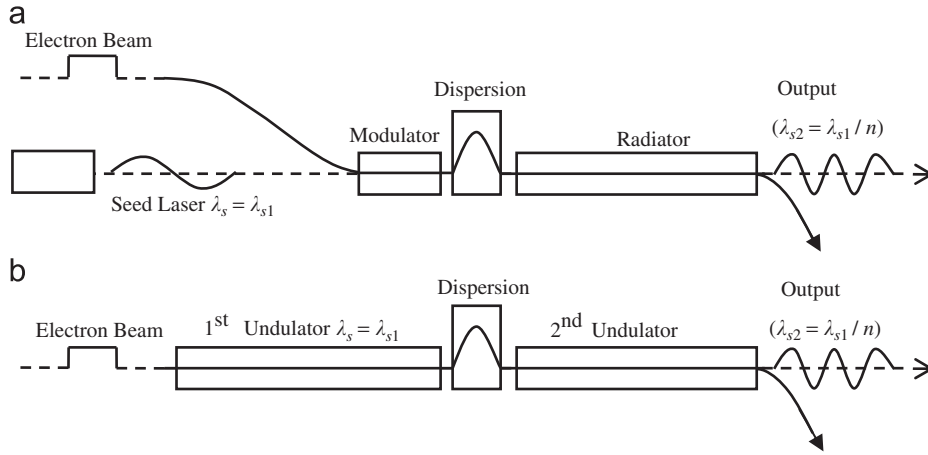 a
Electron Beam
Dispersion
Output
(λs2 = λs1 / n)
Modulator
Radiator
Seed Laser λs = λs1
b
Dispersion
Output
Electron Beam
1st Undulator λs = λs1
2nd Undulator
(λs2 = λs1 / n)